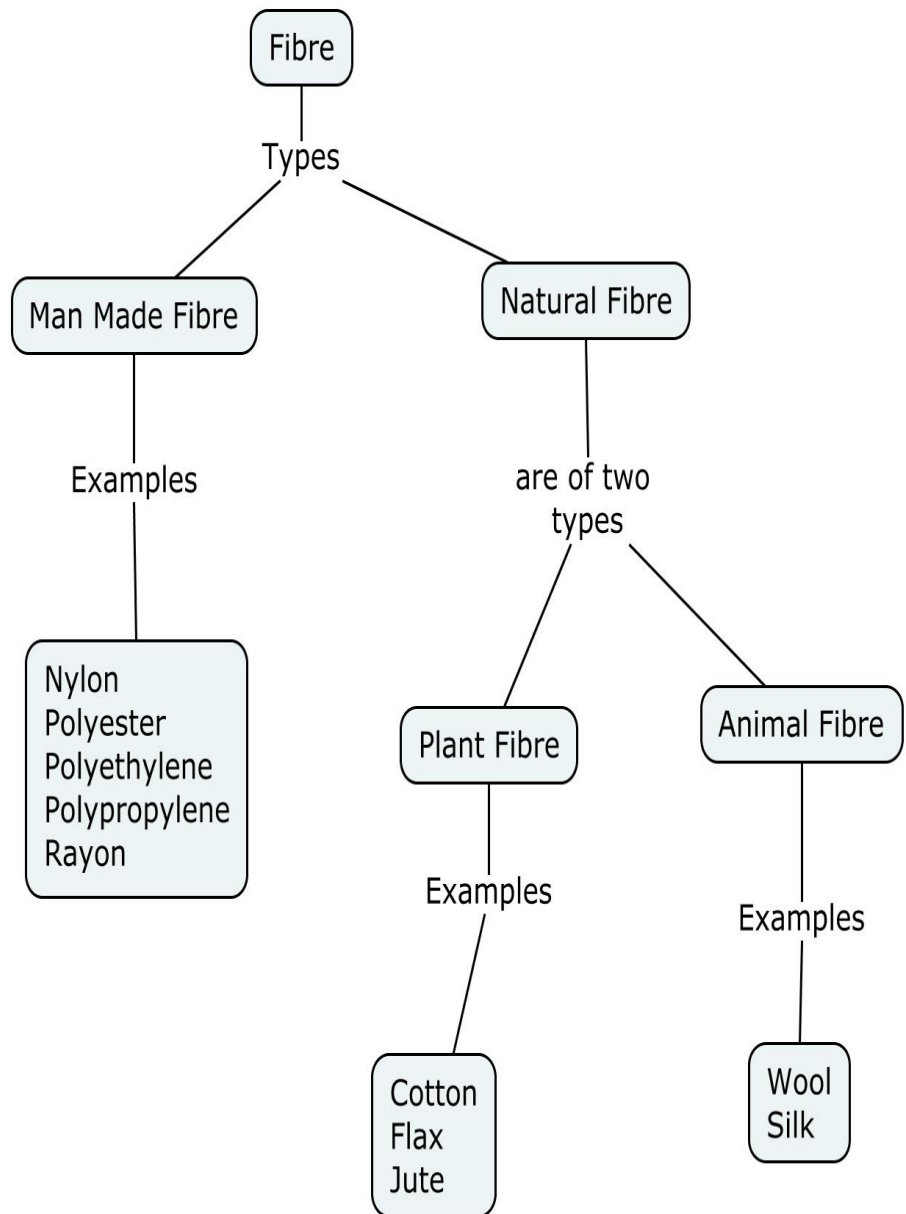 Fibre
Types
Man Made Fibre
Natural Fibre
Examples
are of two
types
Nylon
Polyester
Polyethylene
Polypropylene
Rayon
Plant Fibre
Animal Fibre
Examples
Examples
Cotton
Flax
Jute
Wool
Silk